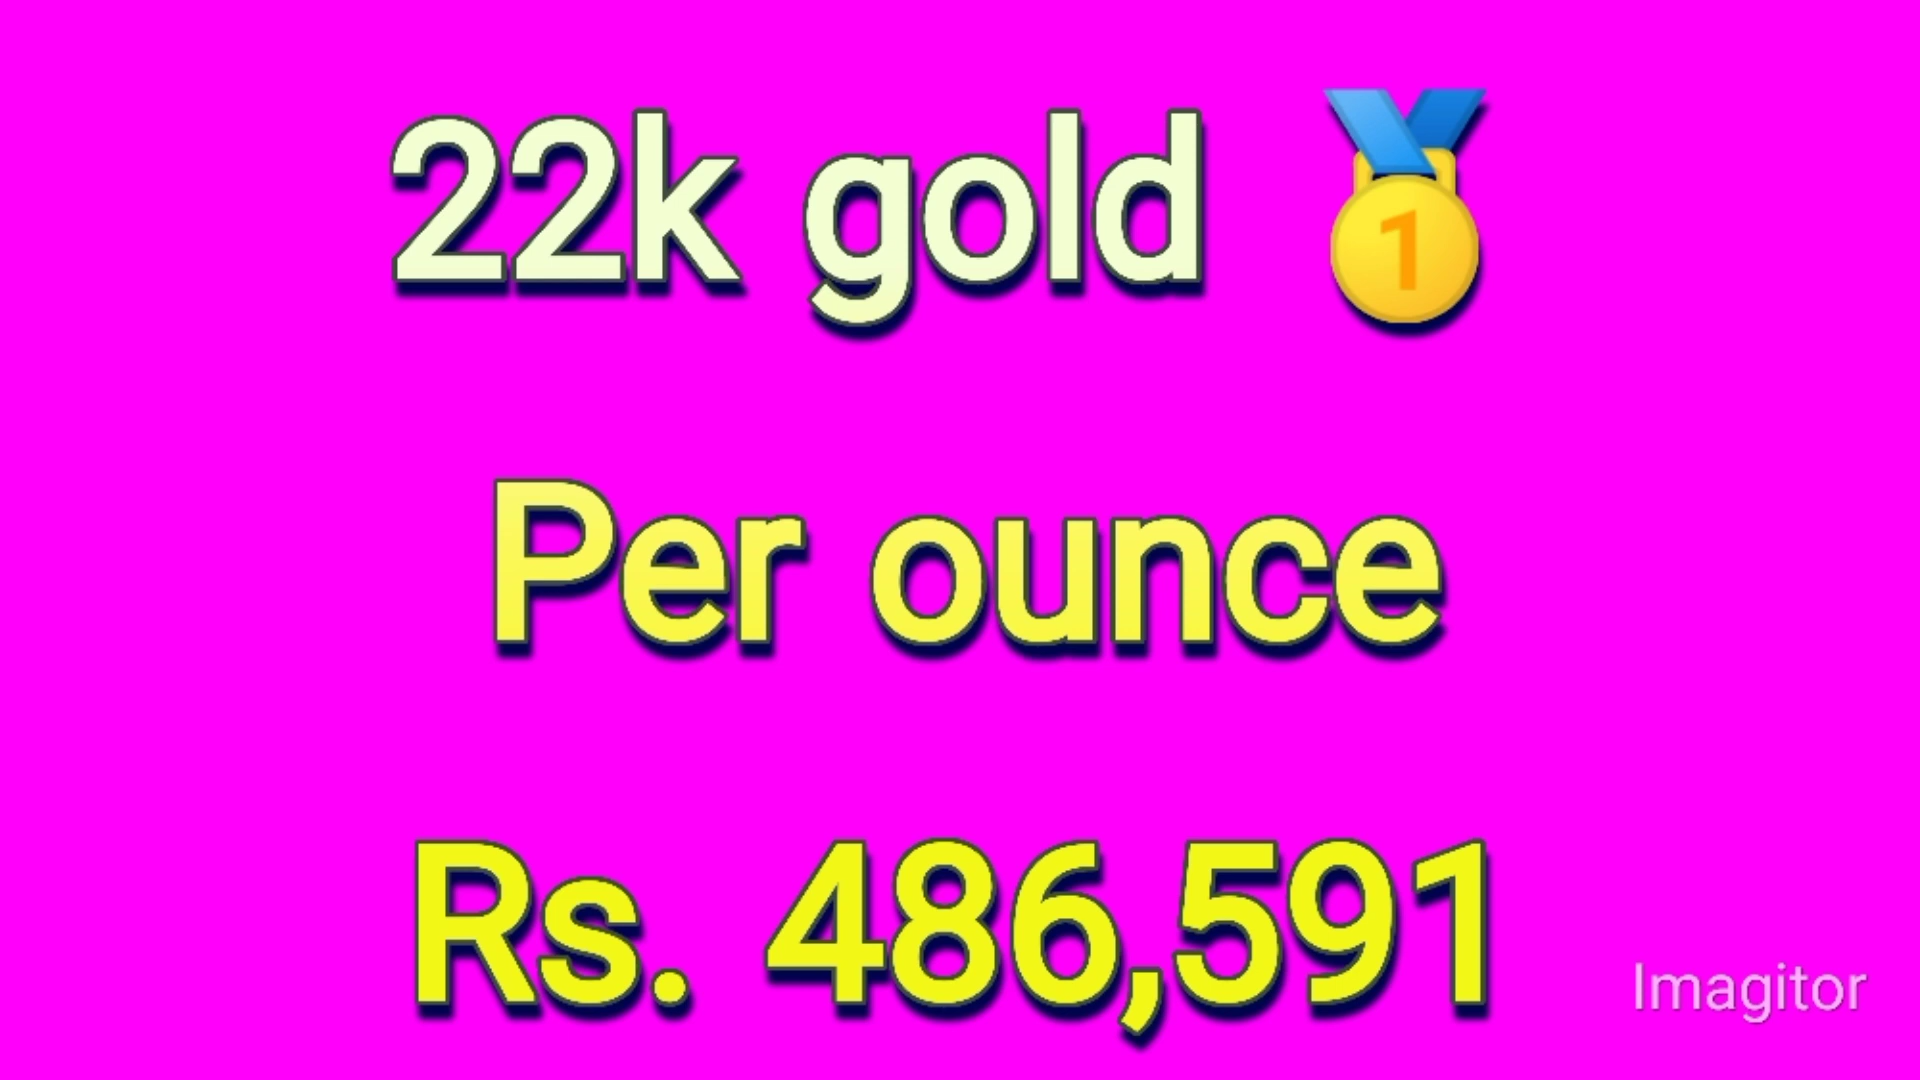 22k gold 🥇
Per ounce
Rs. 486,591
Imagitor